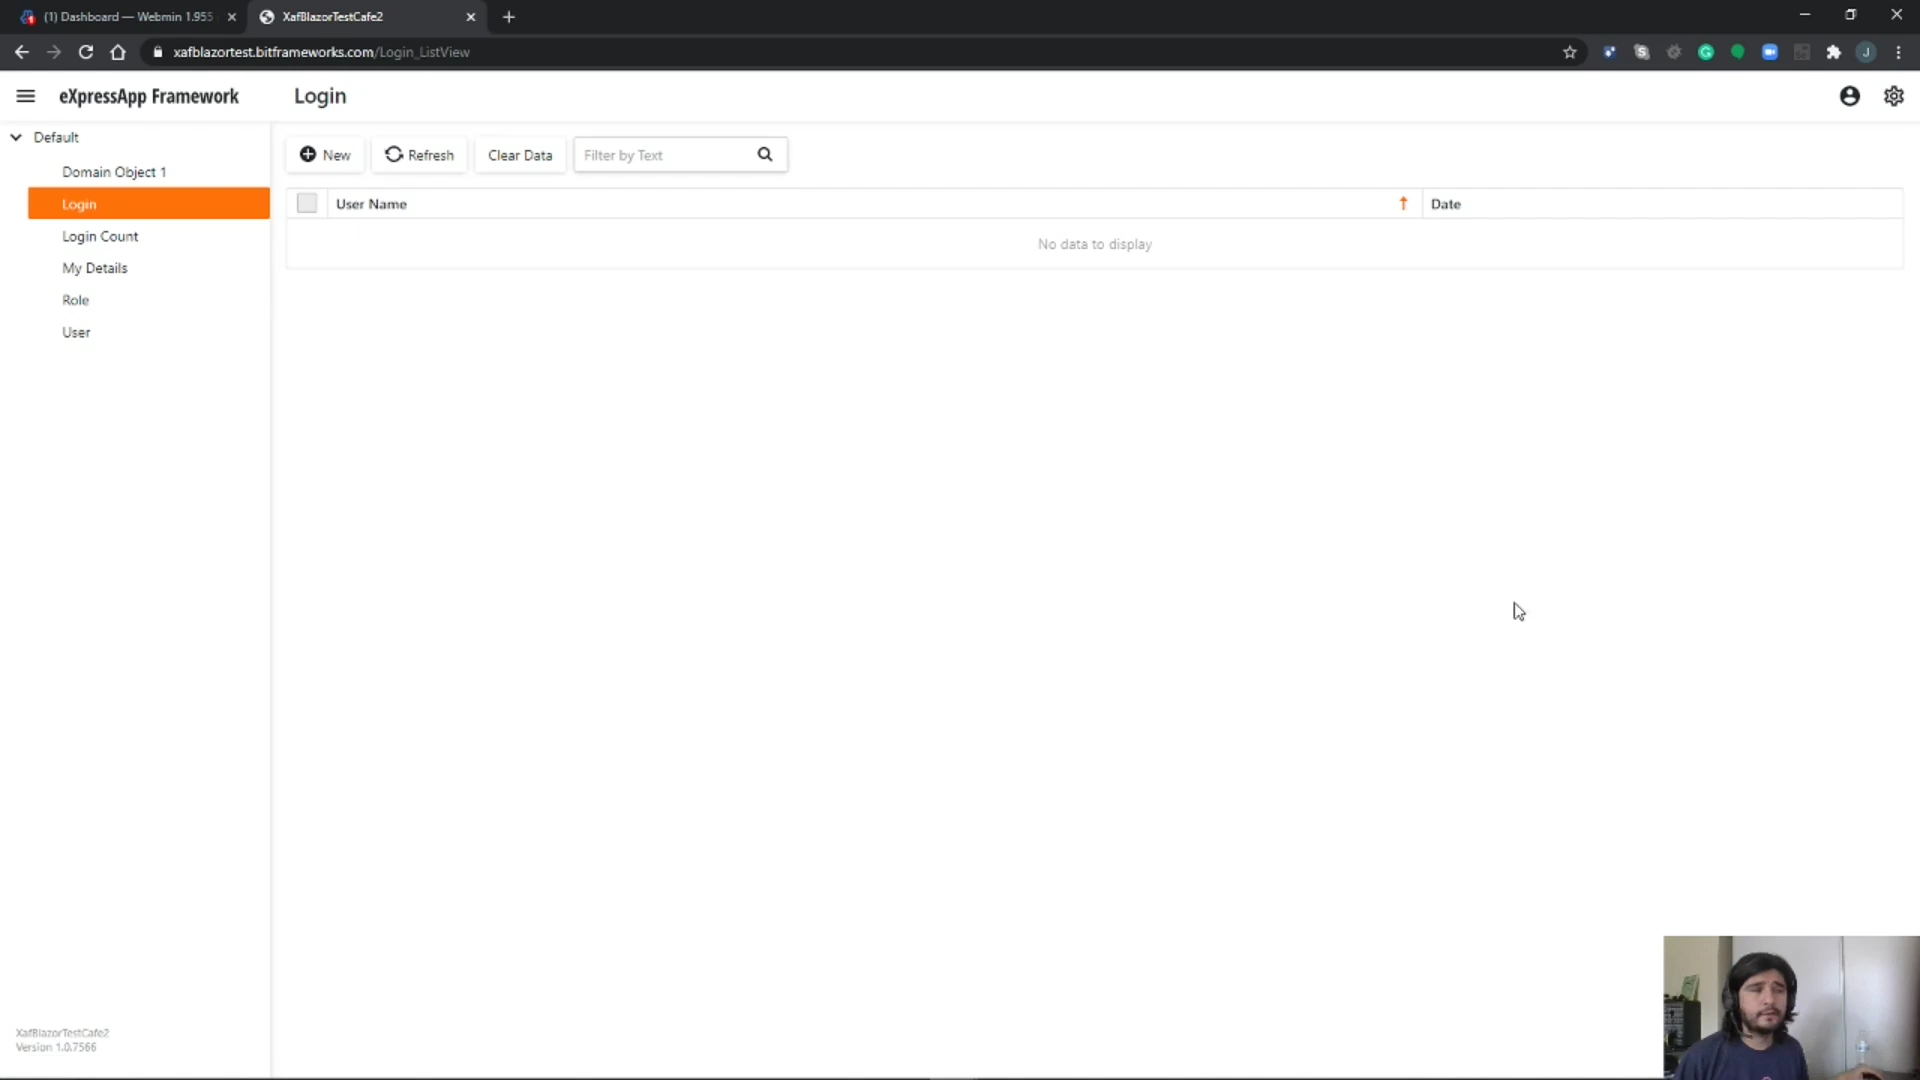 (1) Dashboard — Webmin 1.955
XafBlazorTestCafe2
xafblazortest.bitframeworks.com/Login_ListView
J
eXpressApp Framework
Login
Default
Domain Object 1
Login
Login Count
My Details
Role
User
New
Refresh
Clear Data
Filter by Text
User Name
Date
No data to display
XafBlazorTestCafe2
Version 1.0.7566